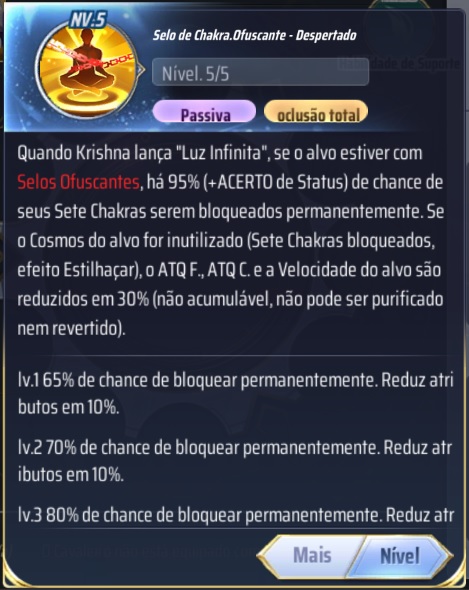 NV.5
Selo de Chakra.Ofuscante - Despertado
Nível. 5/5
de Suporte
Passiva
oclusão total
Quando Krishna lança "Luz Infinita", se o alvo estiver com
Selos Ofuscantes, há 95% (+ACERTO de Status) de chance de
seus Sete Chakras serem bloqueados permanentemente. Se
o Cosmos do alvo for inutilizado (Sete Chakras bloqueados,
efeito Estilhaçar), o ATQ F., ATQ C. e a Velocidade do alvo são
reduzidos em 30% (não acumulável, não pode ser purificado
nem revertido).
lv.1 65% de chance de bloquear permanentemente. Reduz atri
butos em 10%.
lv.2 70% de chance de bloquear permanentemente. Reduz atr
ibutos em 10%.
lv.3 80% de chance de bloquear permanentemente. Reduz atr
Mais
Nível